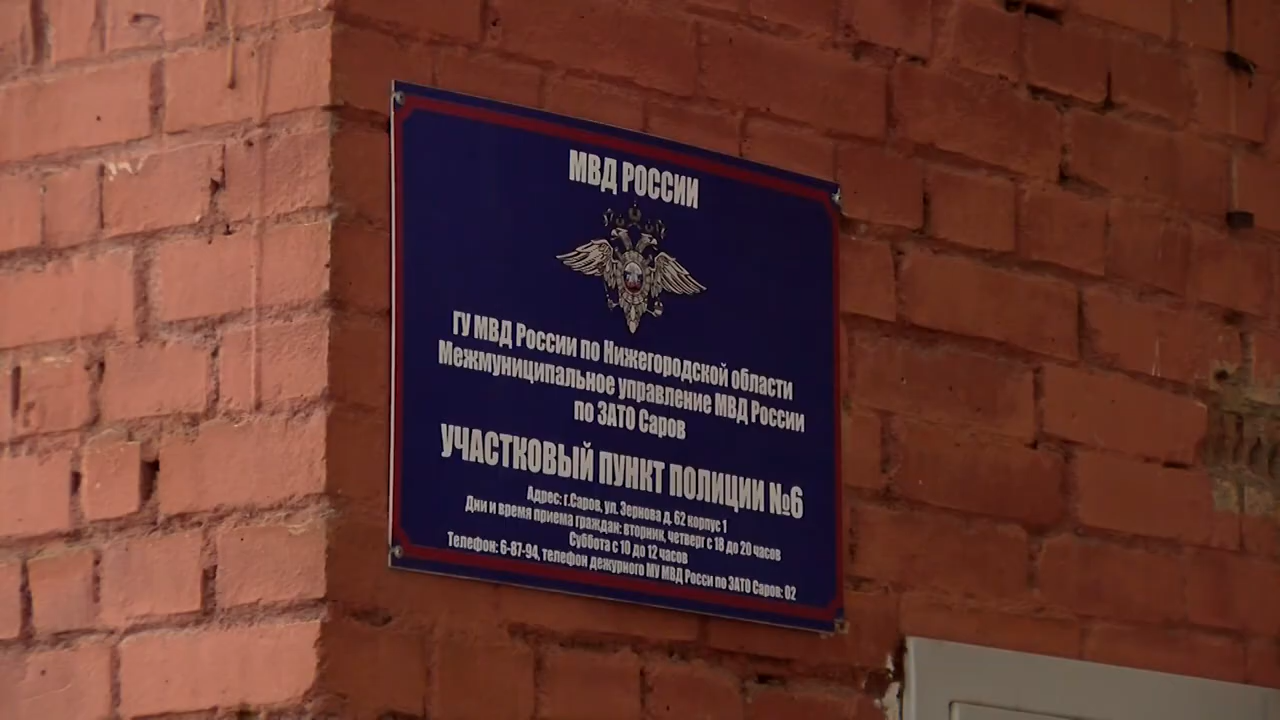 МВД РОССИИ
ГУ МВД России по Нижегородской области
Межмуниципальное управление МВД России
по ЗАТО Саров
УЧАСТКОВЫЙ ПУНКТ ПОЛИЦИИ №6
Адрес: г.Саров, ул. Зернова д. 62 корпус 1
Дни и время приема граждан: вторник, четверг с 18 до 20 часов
Суббота с 10 до 12 часов
Телефон: 6-87-94, телефон дежурного МУ МВД Росси по ЗАТО Саров: 02